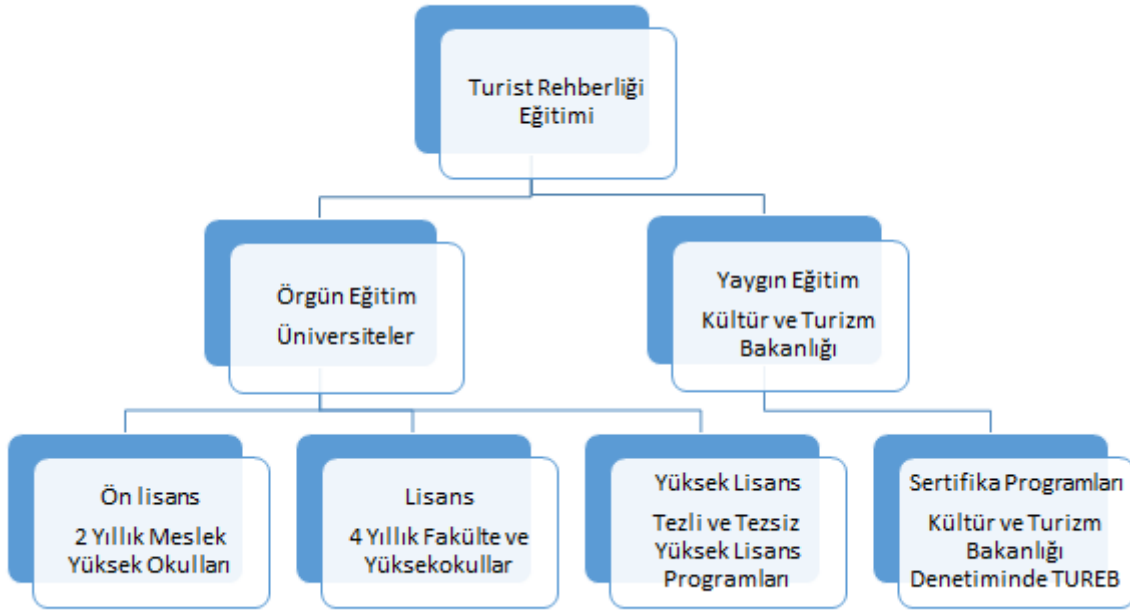 Turist Rehberliği
Eğitimi
Örgün Eğitim
Üniversiteler
Yaygın Eğitim
Kültür ve Turizm
Bakanlığı
Ön lisans
2 Yıllık Meslek
Yüksek Okulları
Lisans
4 Yıllık Fakülte ve
Yüksekokullar
Yüksek Lisans
Tezli ve Tezsiz
Yüksek Lisans
Programları
Sertifika Programları
Kültür ve Turizm
Bakanlığı
Denetiminde TUREB